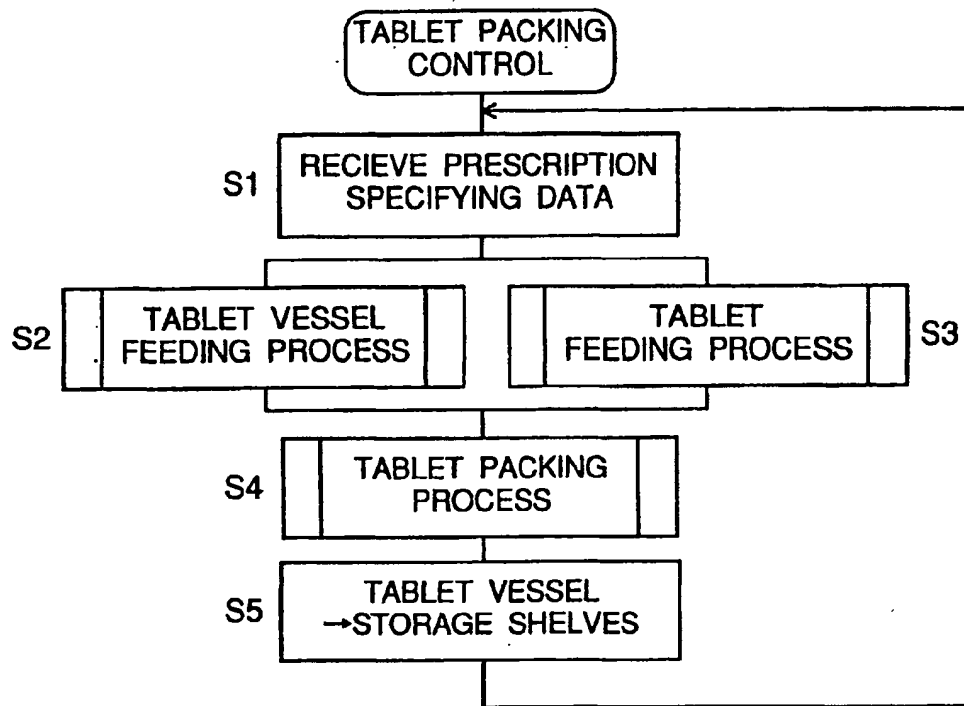 TABLET PACKING
CONTROL
S1
RECIEVE PRESCRIPTION
SPECIFYING DATA
S2
TABLET VESSEL
FEEDING PROCESS
TABLET
FEEDING PROCESS
S3
S4
TABLET PACKING
PROCESS
S5
TABLET VESSEL
→STORAGE SHELVES